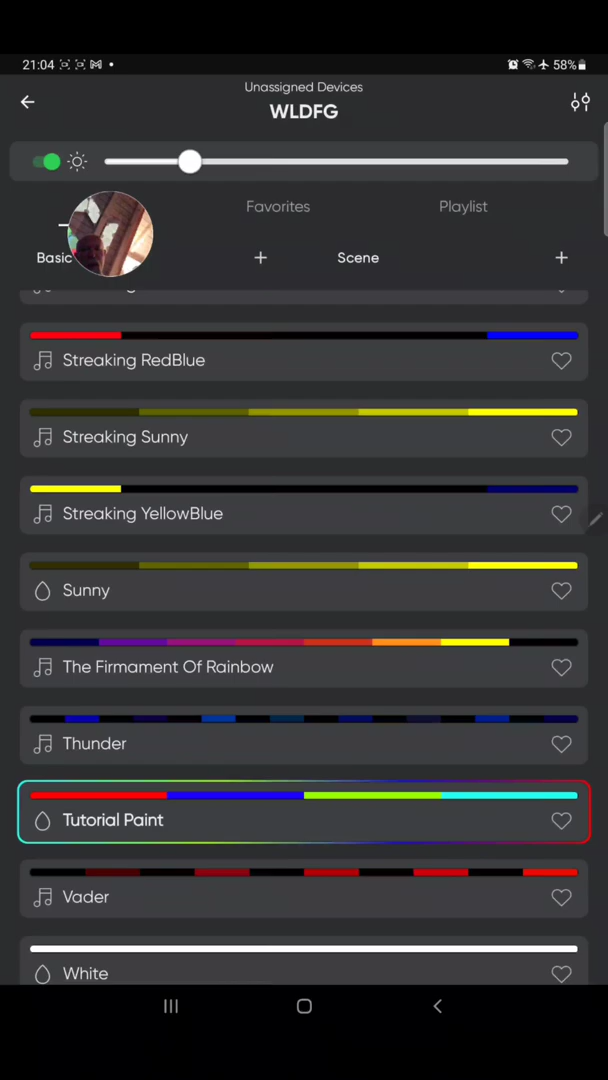 21:04
58%
Unassigned Devices
WLDFG
Favorites
Playlist
Basic
+
Scene
+
Streaking RedBlue
Streaking Sunny
Streaking YellowBlue
Sunny
The Firmament Of Rainbow
Thunder
Tutorial Paint
Vader
White